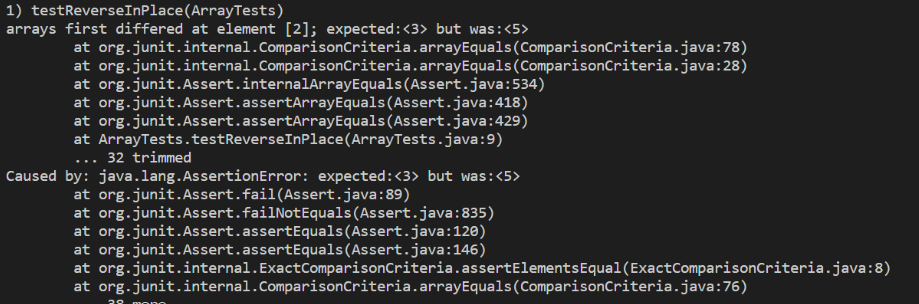 1) testReverseInPlace(ArrayTests)
arrays first differed at element [2]; expected:<3> but was:<5>
at org.junit.internal.ComparisonCriteria.arrayEquals(ComparisonCriteria.java:78)
at org.junit.internal.ComparisonCriteria.arrayEquals(ComparisonCriteria.java:28)
at org.junit.Assert.internalArrayEquals(Assert.java:534)
at org.junit.Assert.assertArrayEquals(Assert.java:418)
at org.junit.Assert.assertArrayEquals(Assert.java:429)
at ArrayTests.testReverseInPlace(ArrayTests.java:9)
... 32 trimmed
Caused by: java.lang.AssertionError: expected:<3> but was:<5>
at org.junit.Assert.fail(Assert.java:89)
at org.junit.Assert.failNotEquals(Assert.java:835)
at org.junit.Assert.assertEquals(Assert.java:120)
at org.junit.Assert.assertEquals(Assert.java:146)
at org.junit.internal.ExactComparisonCriteria.assertElementsEqual(ExactComparisonCriteria.java:8)
at org.junit.internal.ComparisonCriteria.arrayEquals(ComparisonCriteria.java:76)